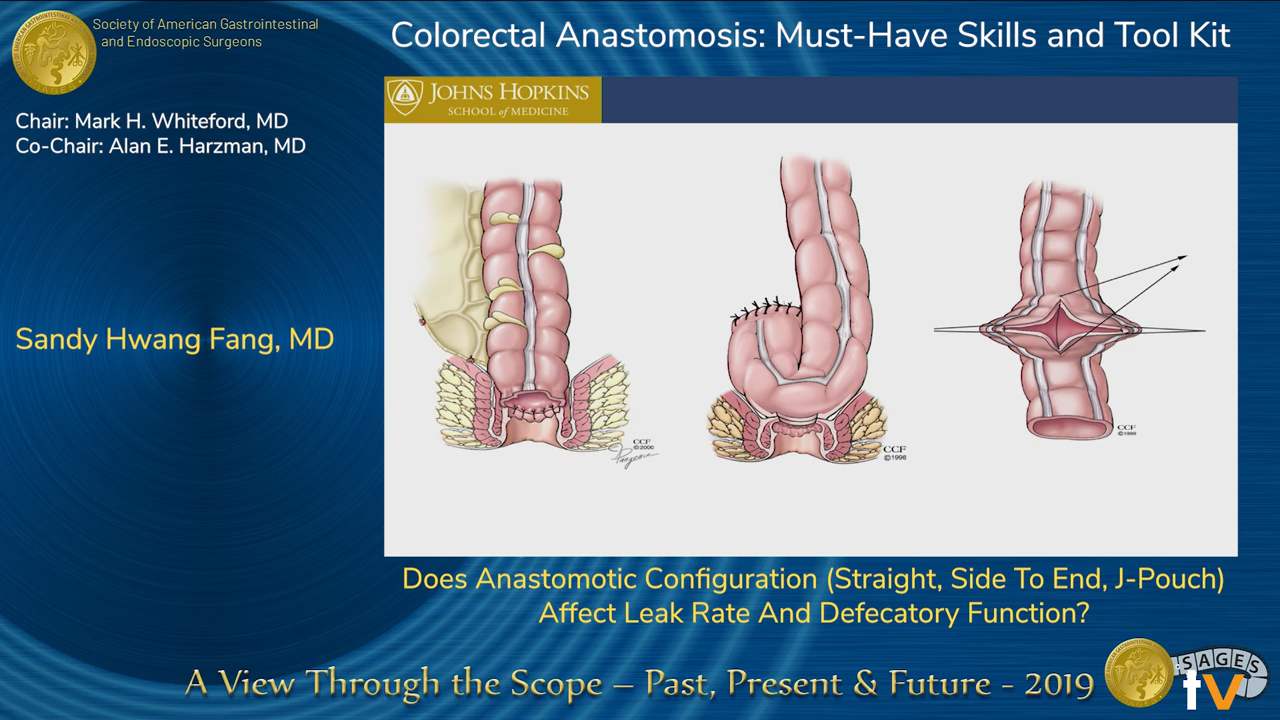 Society of American Gastrointestinal
and Endoscopic Surgeons
Colorectal Anastomosis: Must-Have Skills and Tool Kit
Chair: Mark H. Whiteford, MD
Co-Chair: Alan E. Harzman, MD
JOHNS HOPKINS
SCHOOL of MEDICINE
Sandy Hwang Fang, MD
CCF
©2000
CCF
©1998
CCF
©1999
Does Anastomotic Configuration (Straight, Side To End, J-Pouch)
Affect Leak Rate And Defecatory Function?
A View Through the Scope – Past, Present & Future - 2019
SAGES
tv